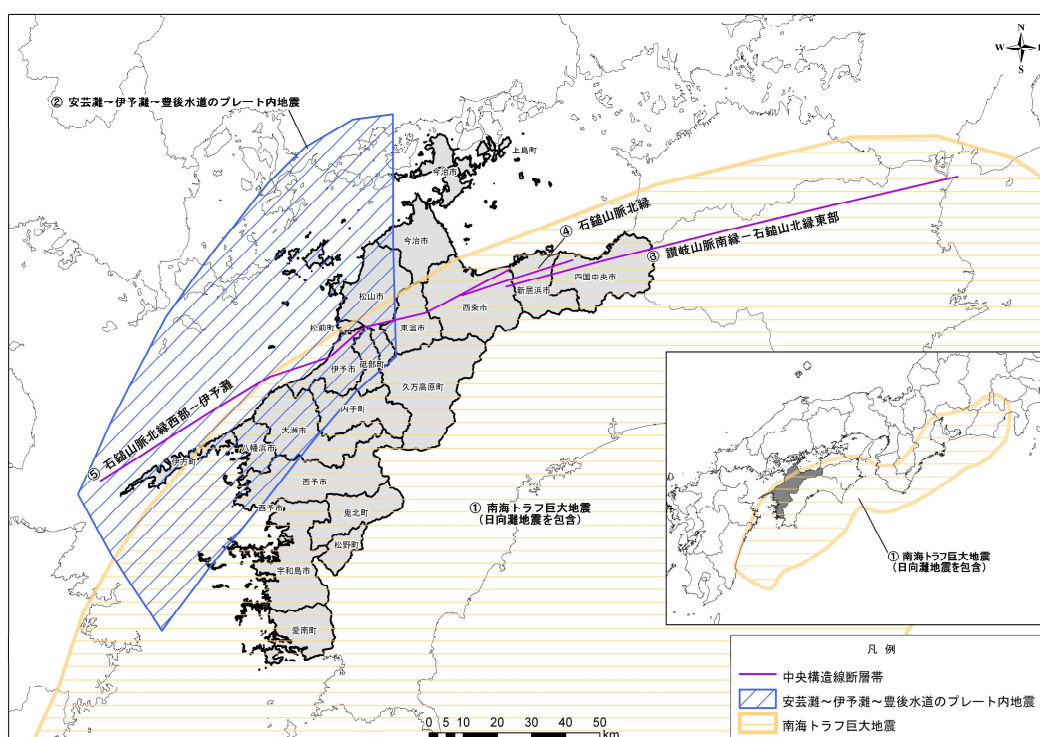 N
W
S
② 安芸灘～伊予灘～豊後水道のプレート内地震
上島町
今治市
④ 石鎚山脈北縁
③ 讃岐山脈南縁－石鎚山北縁東部
今治市
四国中央市
新居浜市
松山市
西条市
松前町
東温市
砥部町
伊予市
久万高原町
内子町
大洲市
⑤ 石鎚山脈北縁西部－伊予灘
八幡浜市
伊方町
西予市
西予市
鬼北町
松野町
宇和島市
愛南町
① 南海トラフ巨大地震
(日向灘地震を包含)
① 南海トラフ巨大地震
(日向灘地震を包含)
凡 例
中央構造線断層帯
安芸灘～伊予灘～豊後水道のプレート内地震
南海トラフ巨大地震
0 5 10 20 30 40 50
km